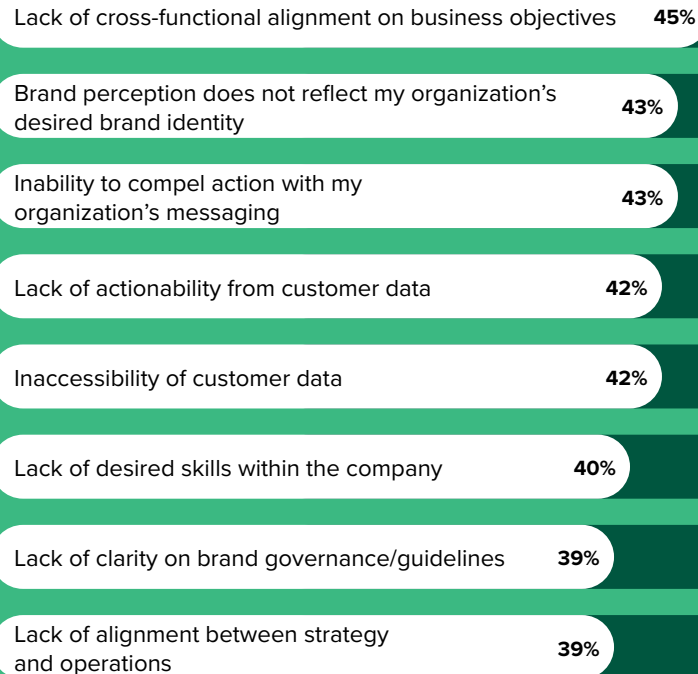 Lack of cross-functional alignment on business objectives 45%
Brand perception does not reflect my organization’s
desired brand identity
43%
Inability to compel action with my
organization’s messaging
43%
Lack of actionability from customer data 42%
Inaccessibility of customer data 42%
Lack of desired skills within the company 40%
Lack of clarity on brand governance/guidelines 39%
Lack of alignment between strategy
and operations
39%